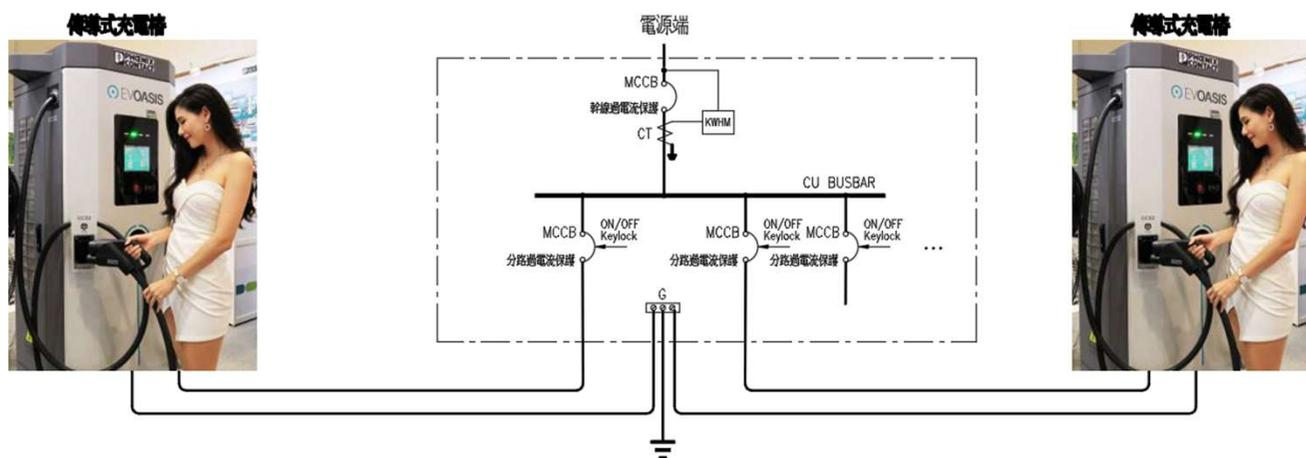 傳導式充電樁
電源端
傳導式充電樁
EVOASIS
MCCB
幹線過電流保護
KWHM
CT
CU BUSBAR
MCCB
ON/OFF
Keylock
分路過電流保護
MCCB
ON/OFF
Keylock
分路過電流保護
MCCB
ON/OFF
Keylock
分路過電流保護
...
G
EVOASIS